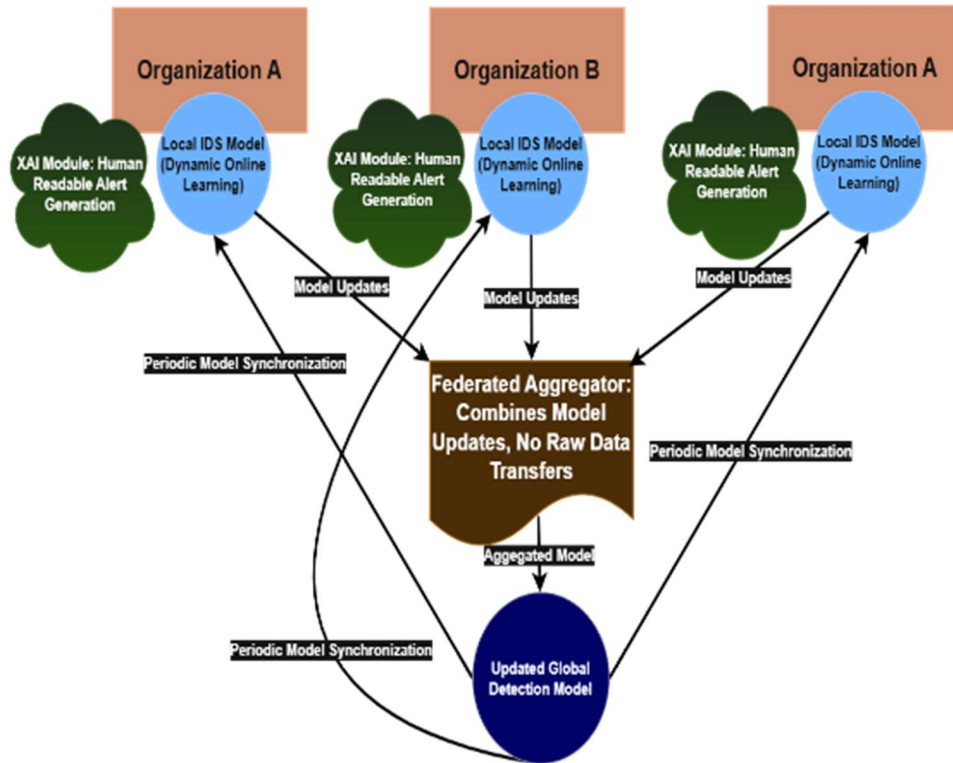 Organization A
Organization B
Organization A
XAI Module: Human
Readable Alert
Generation
Local IDS Model
(Dynamic Online
Learning)
XAI Module: Human
Readable Alert
Generation
Local IDS Model
(Dynamic Online
Learning)
XAI Module: Human
Readable Alert
Generation
Local IDS Model
(Dynamic Online
Learning)
Model Updates
Model Updates
Model Updates
Periodic Model Synchronization
Federated Aggregator:
Combines Model
Updates, No Raw Data
Transfers
Periodic Model Synchronization
Aggegated Model
Periodic Model Synchronization
Updated Global
Detection Model